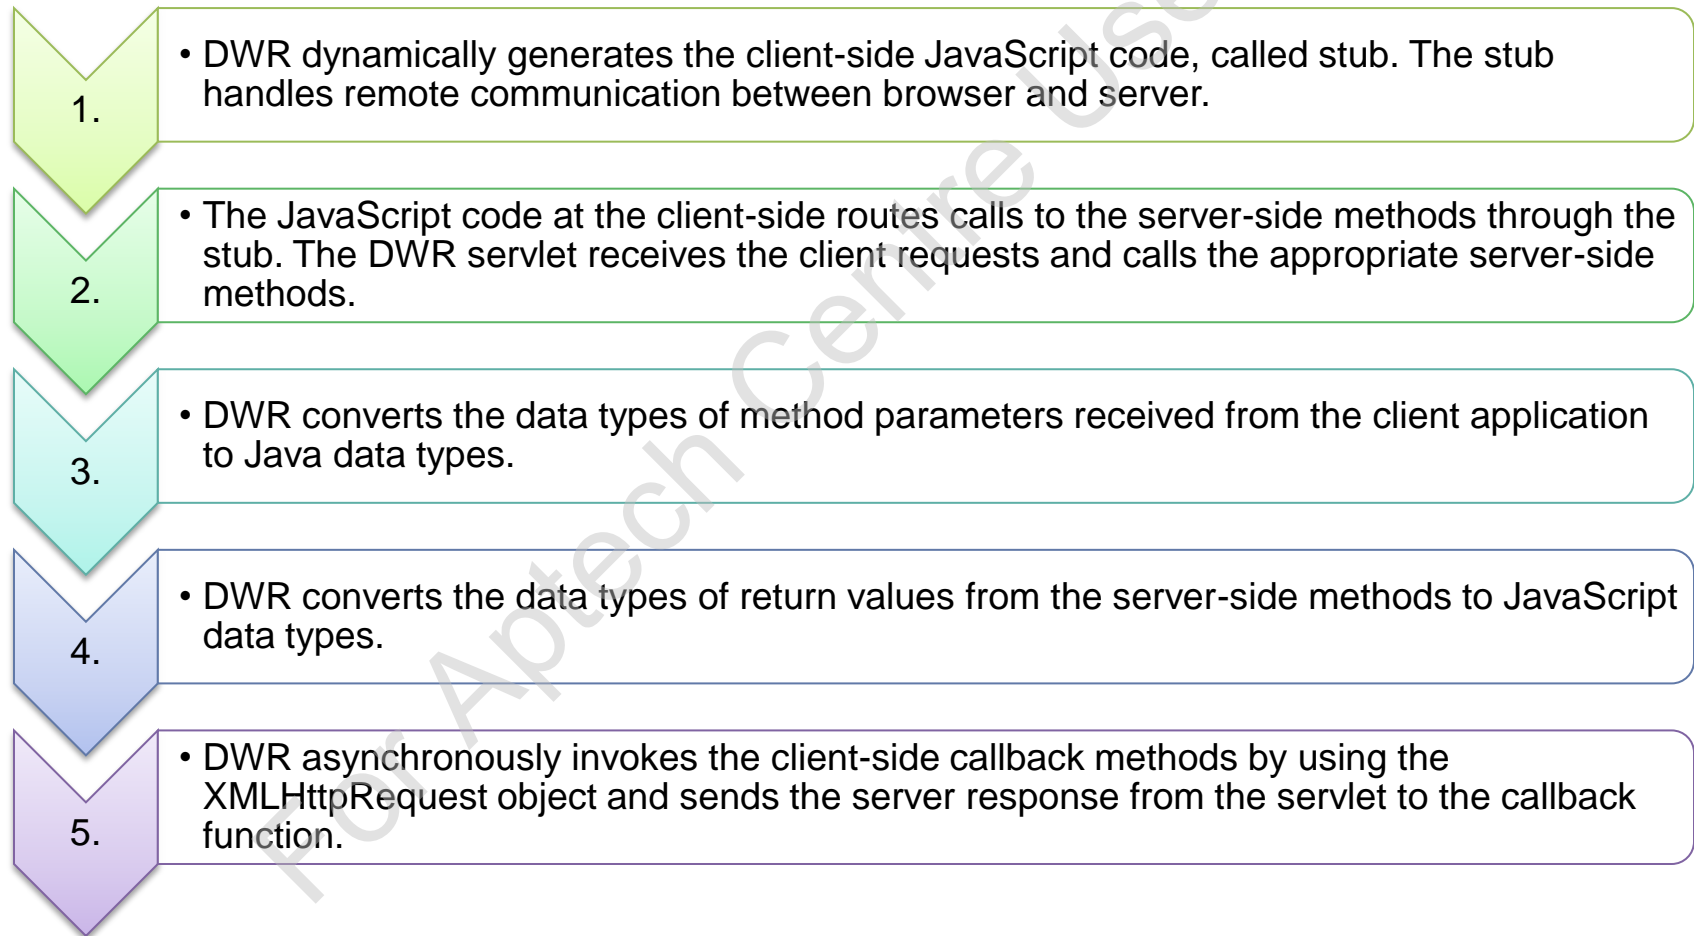 1.
• DWR dynamically generates the client-side JavaScript code, called stub. The stub
handles remote communication between browser and server.
2.
• The JavaScript code at the client-side routes calls to the server-side methods through the
stub. The DWR servlet receives the client requests and calls the appropriate server-side
methods.
3.
• DWR converts the data types of method parameters received from the client application
to Java data types.
4.
• DWR converts the data types of return values from the server-side methods to JavaScript
data types.
5.
• DWR asynchronously invokes the client-side callback methods by using the
XMLHttpRequest object and sends the server response from the servlet to the callback
function.
For Aptech Centre Use